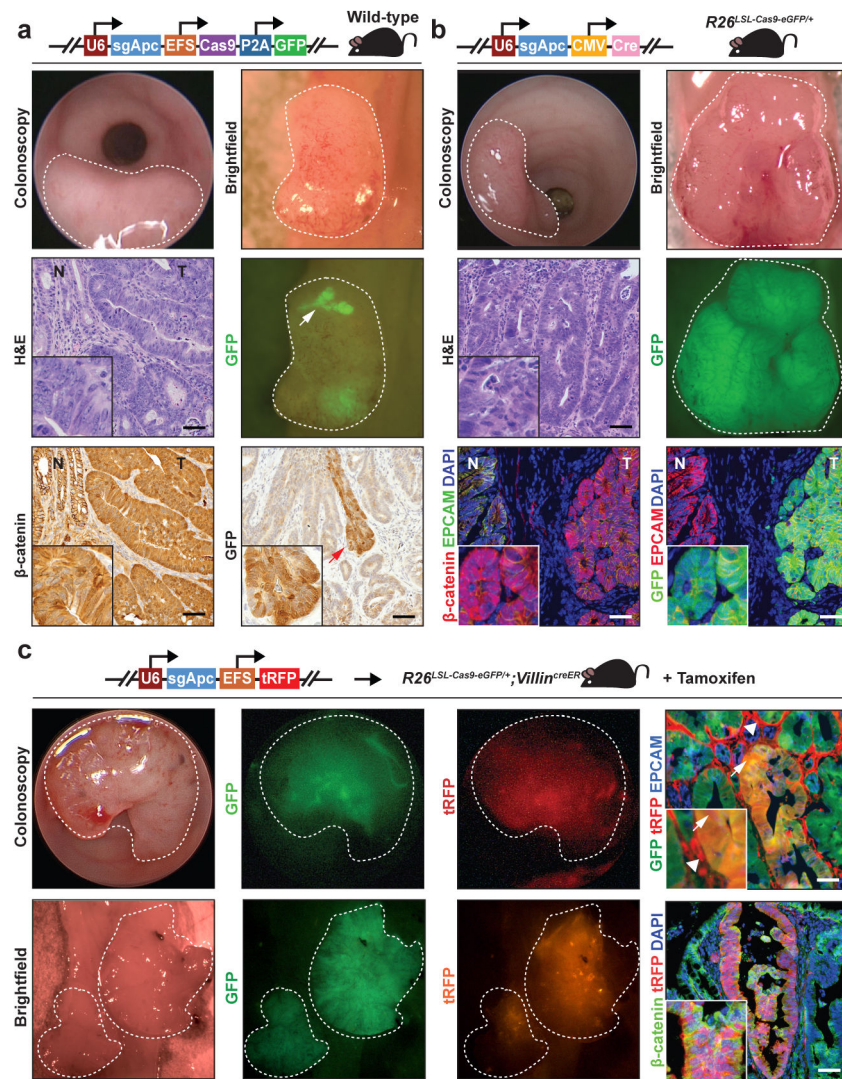 a
U6 sgApc EFS Cas9 P2A GFP
Wild-type
Colonoscopy
Brightfield
H&E
N T
GFP
β-catenin
N T
GFP
b
U6 sgApc CMV Cre
R26LSL-Cas9-eGFP/+
Colonoscopy
Brightfield
H&E
GFP
β-catenin EPCAM DAPI
N T
GFP EPCAM DAPI
N T
c
U6 sgApc EFS tRFP
R26LSL-Cas9-eGFP/+;VillincreER
+ Tamoxifen
Colonoscopy
GFP
tRFP
GFP tRFP EPCAM
Brightfield
GFP
tRFP
β-catenin tRFP DAPI